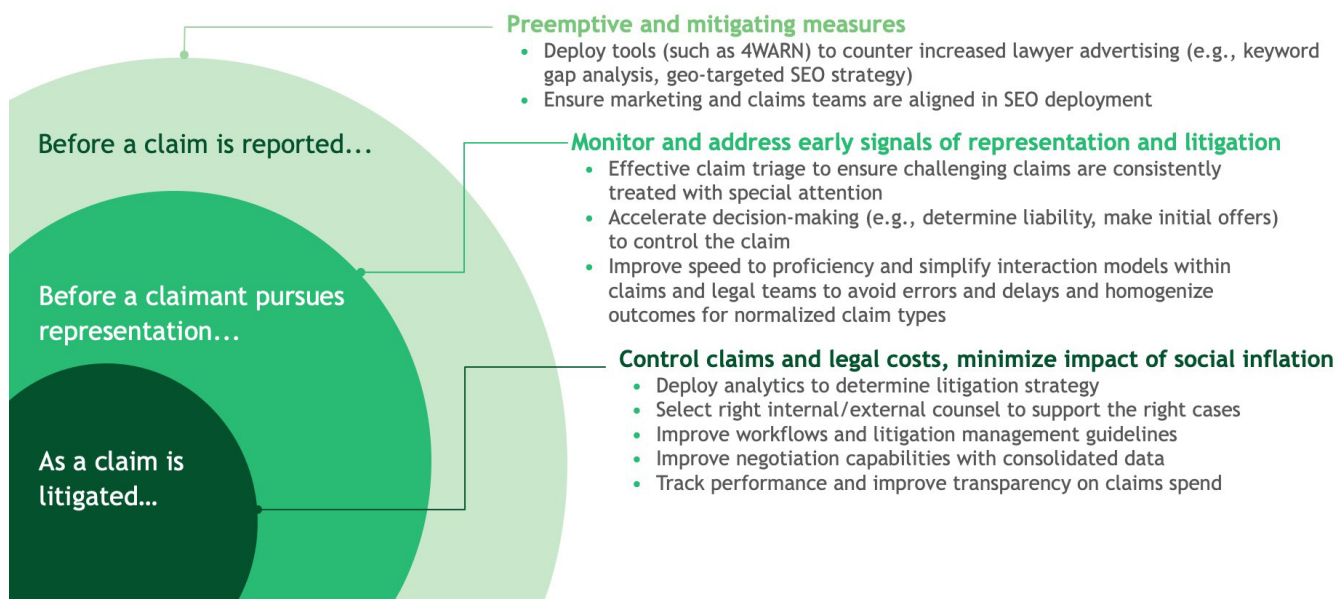 Preemptive and mitigating measures
• Deploy tools (such as 4WARN) to counter increased lawyer advertising (e.g., keyword
gap analysis, geo-targeted SEO strategy)
• Ensure marketing and claims teams are aligned in SEO deployment
Before a claim is reported...
Monitor and address early signals of representation and litigation
• Effective claim triage to ensure challenging claims are consistently
treated with special attention
• Accelerate decision-making (e.g., determine liability, make initial offers)
to control the claim
• Improve speed to proficiency and simplify interaction models within
claims and legal teams to avoid errors and delays and homogenize
outcomes for normalized claim types
Before a claimant pursues
representation...
Control claims and legal costs, minimize impact of social inflation
• Deploy analytics to determine litigation strategy
• Select right internal/external counsel to support the right cases
• Improve workflows and litigation management guidelines
• Improve negotiation capabilities with consolidated data
• Track performance and improve transparency on claims spend
As a claim is
litigated…